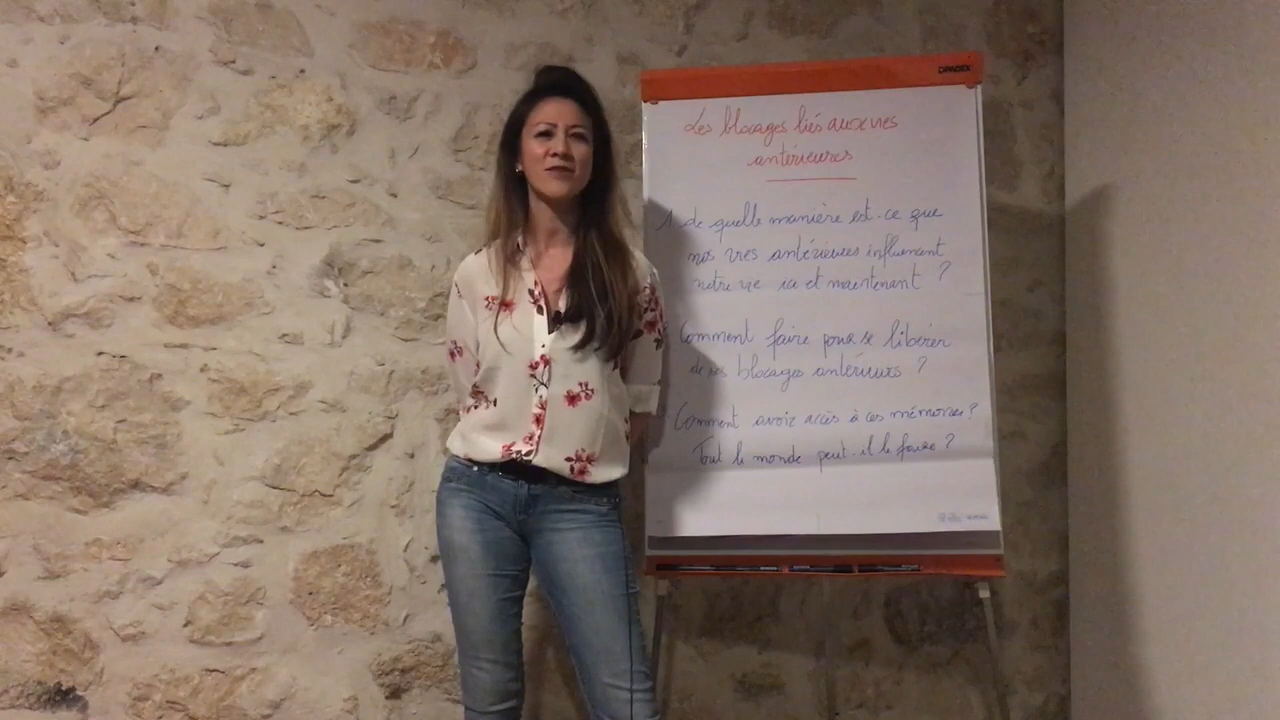 Les blocages liés aux vies
antérieures
1 de quelle manière est-ce que
nos vies antérieures influencent
notre vie ici et maintenant ?
Comment faire pour se libérer
de ses blocages antérieurs ?
Comment avoir accès à ces mémoires ?
Tout le monde peut-il le faire ?